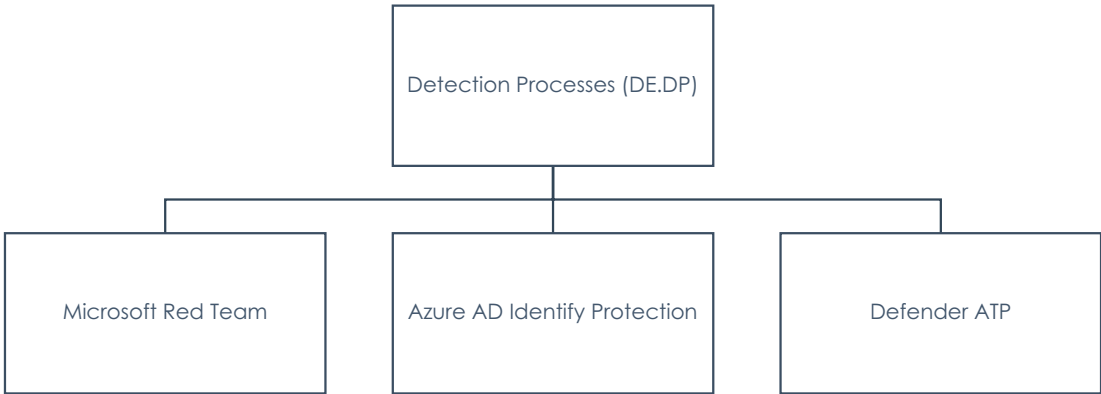 Detection Processes (DE.DP)
Microsoft Red Team
Azure AD Identify Protection
Defender ATP